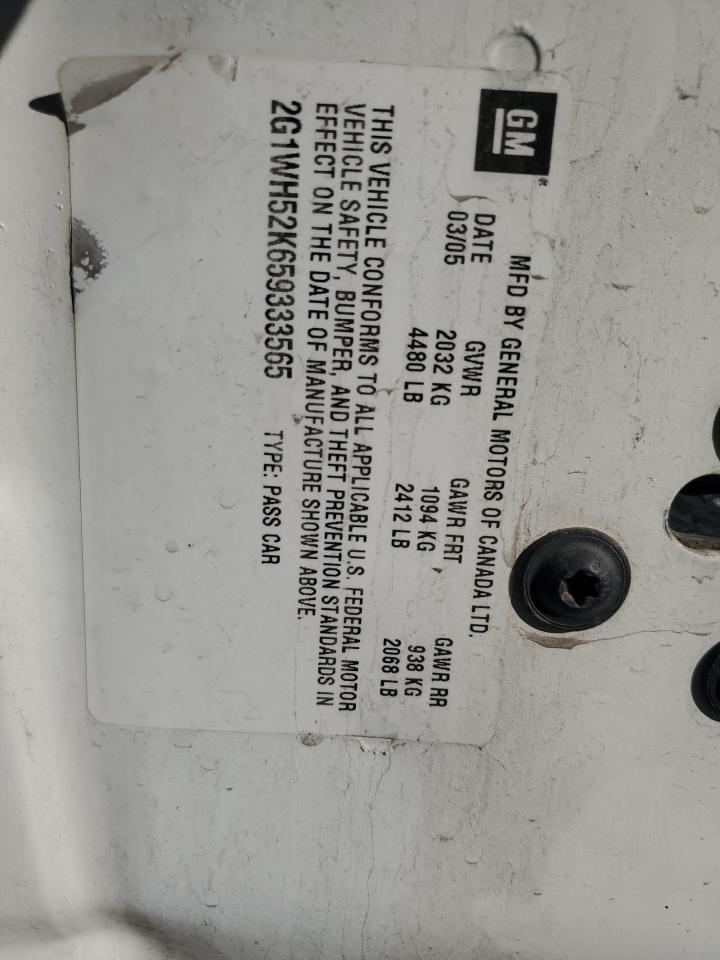 GM
MFD BY GENERAL MOTORS OF CANADA LTD.
DATE GVWR GAWR FRT GAWR RR
03/05 2032 KG 1094 KG 938 KG
4480 LB 2412 LB 2068 LB
THIS VEHICLE CONFORMS TO ALL APPLICABLE U.S. FEDERAL MOTOR
VEHICLE SAFETY, BUMPER, AND THEFT PREVENTION STANDARDS IN
EFFECT ON THE DATE OF MANUFACTURE SHOWN ABOVE.
2G1WH52K659333565 TYPE: PASS CAR